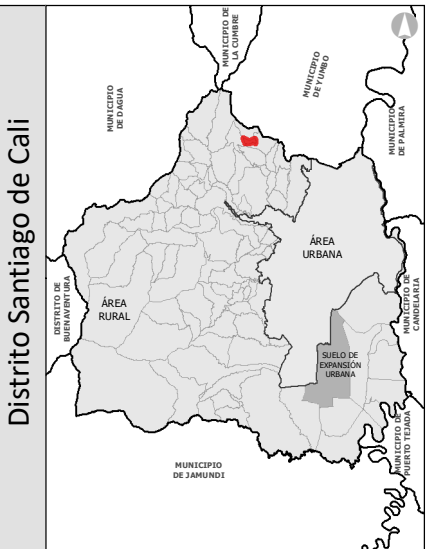 Distrito Santiago de Cali
MUNICIPIO
DE DAGUA
MUNICIPIO DE
LA CUMBRE
MUNICIPIO
DE YUMBO
MUNICIPIO
DE PALMIRA
DISTRITO DE
BUENAVENTURA
ÁREA
RURAL
ÁREA
URBANA
SUELO DE
EXPANSIÓN
URBANA
MUNICIPIO DE
CANDELARIA
MUNICIPIO DE
PUERTO TEJADA
MUNICIPIO
DE JAMUNDI